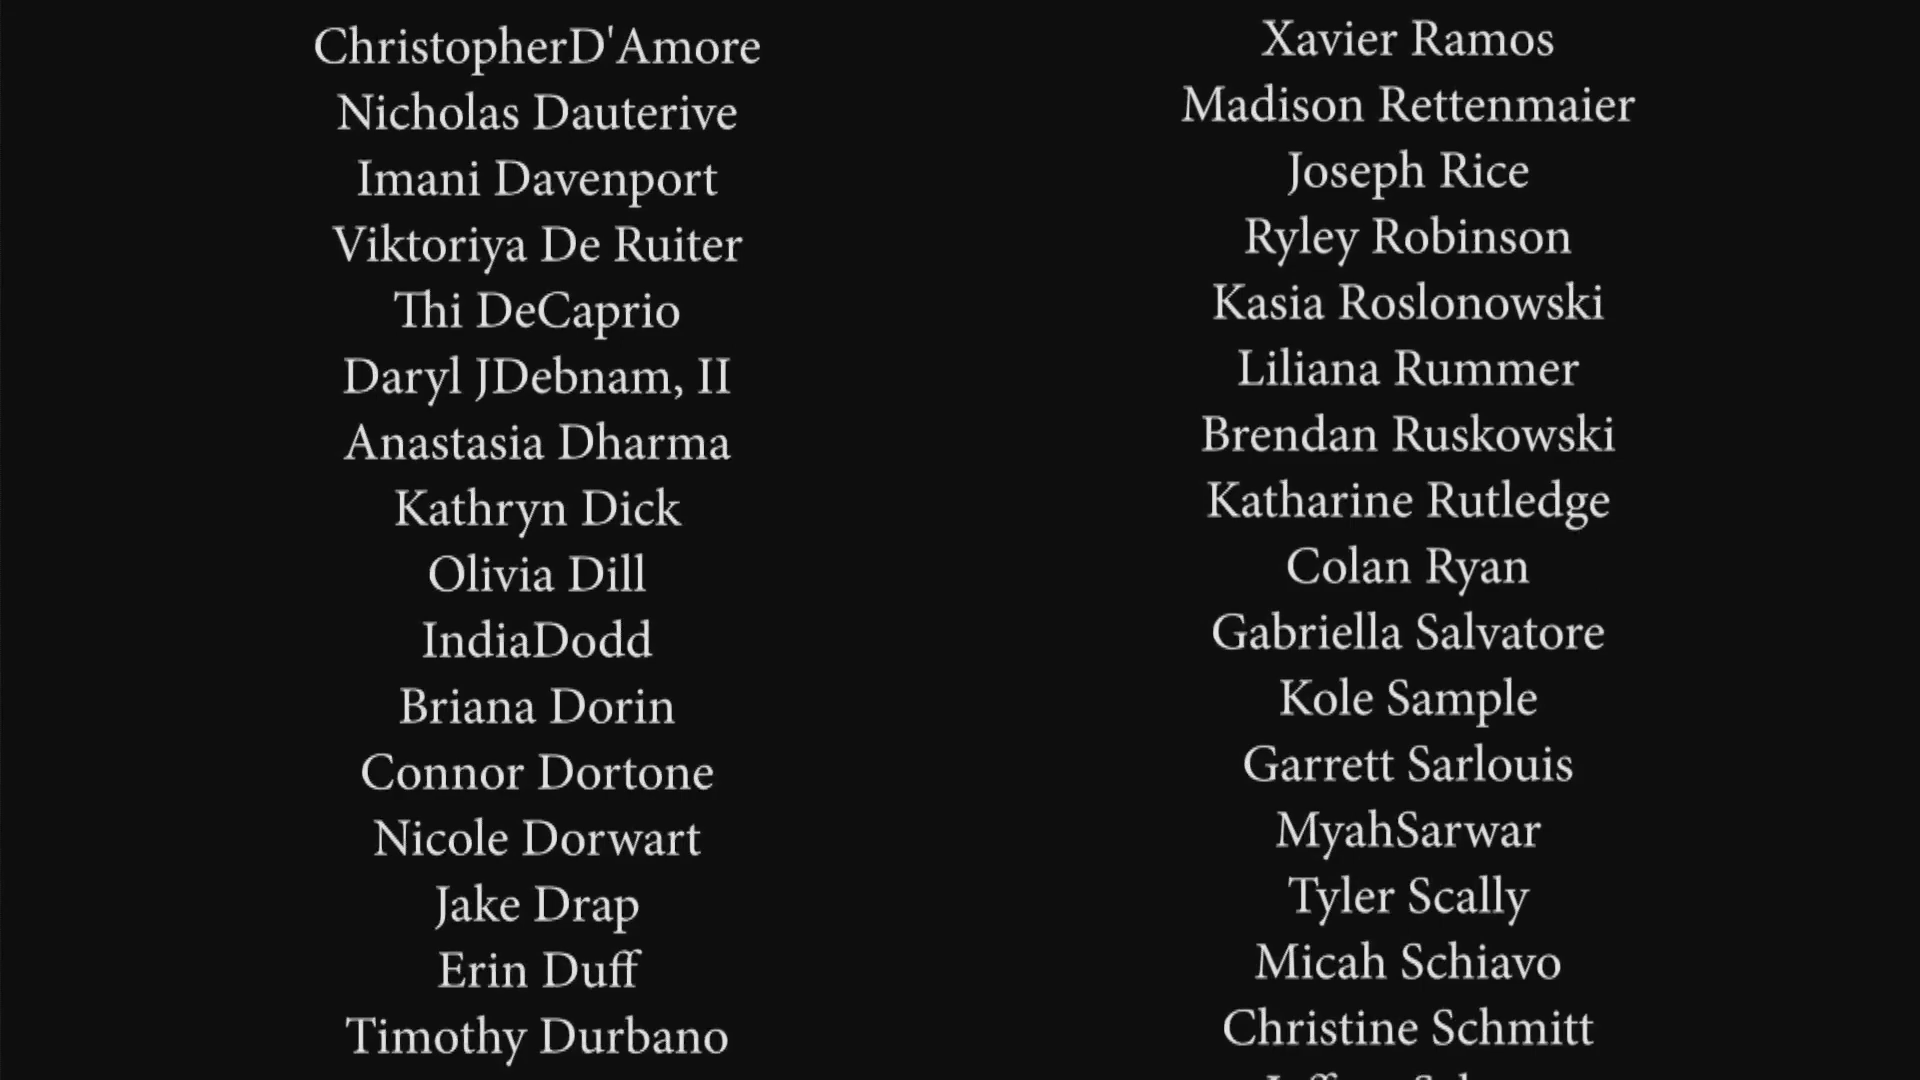 ChristopherD'Amore
Nicholas Dauterive
Imani Davenport
Viktoriya De Ruiter
Thi DeCaprio
Daryl JDebnam, II
Anastasia Dharma
Kathryn Dick
Olivia Dill
IndiaDodd
Briana Dorin
Connor Dortone
Nicole Dorwart
Jake Drap
Erin Duff
Timothy Durbano
Xavier Ramos
Madison Rettenmaier
Joseph Rice
Ryley Robinson
Kasia Roslonowski
Liliana Rummer
Brendan Ruskowski
Katharine Rutledge
Colan Ryan
Gabriella Salvatore
Kole Sample
Garrett Sarlouis
MyahSarwar
Tyler Scally
Micah Schiavo
Christine Schmitt